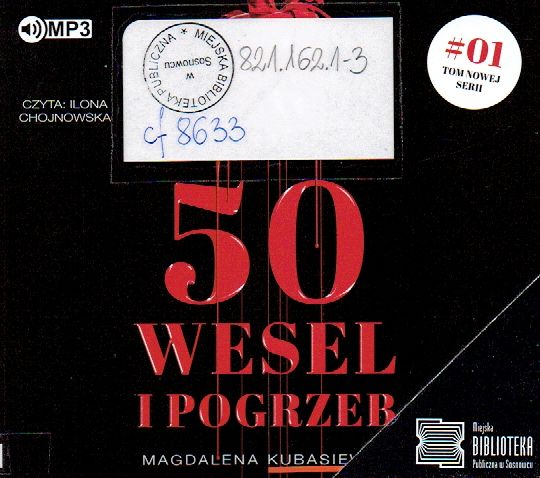 MP3
#01
TOM NOWEJ
SERII
CZYTA: ILONA
CHOJNOWSKA
* MIEJSKA BIBLIOTEKA PUBLICZNA
w
Sosnowcu
821.162.1-3
cf 8633
50
WESEL
I POGRZEB
MAGDALENA KUBASIEW
Miejska
BIBLIOTEKA
Publiczna w Sosnowcu